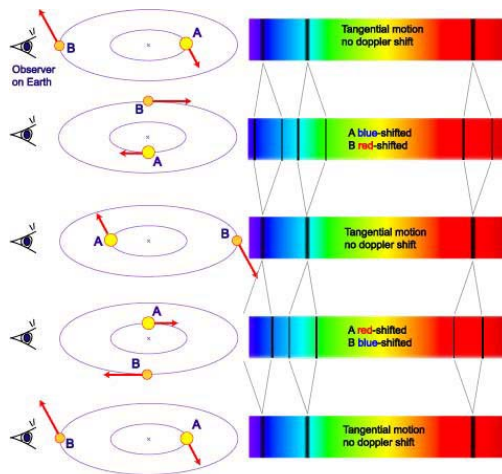 A
B
Observer
on Earth
Tangential motion
no doppler shift
B
A
A blue-shifted
B red-shifted
A
B
Tangential motion
no doppler shift
A
B
A red-shifted
B blue-shifted
A
B
Tangential motion
no doppler shift